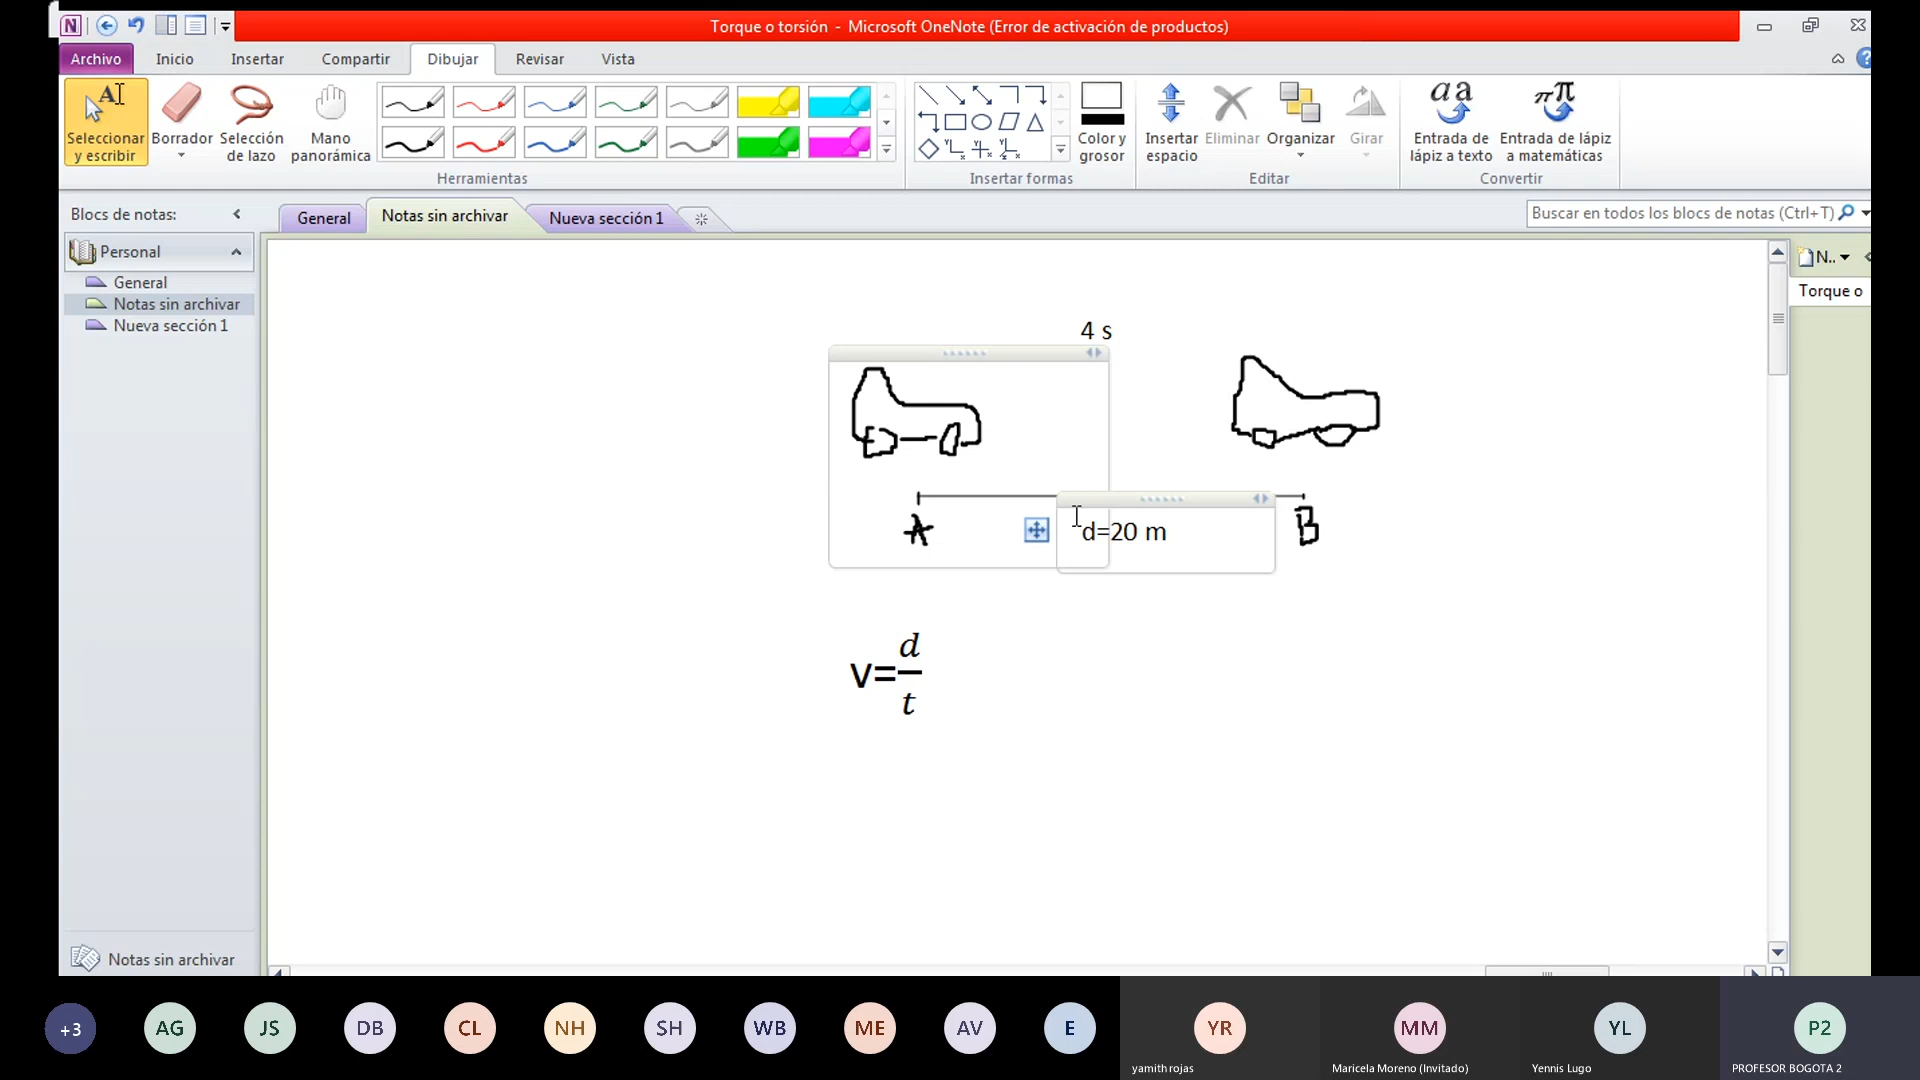 Torque o torsión - Microsoft OneNote (Error de activación de productos)
Archivo Inicio Insertar Compartir Dibujar Revisar Vista
Seleccionar y escribir
Borrador
Selección de lazo
Mano panorámica
Color y grosor
Insertar espacio
Eliminar
Organizar
Girar
aa
Entrada de lápiz a texto
πΠ
Entrada de lápiz a matemáticas
Herramientas Insertar formas Editar Convertir
Blocs de notas:
General Notas sin archivar Nueva sección 1
Buscar en todos los blocs de notas (Ctrl+T)
Personal
General
Notas sin archivar
Nueva sección 1
N..
Torque o
4 s
A
d=20 m
B
v=d/t
Notas sin archivar
+3 AG JS DB CL NH SH WB ME AV E YR MM YL P2
yamith rojas
Maricela Moreno (Invitado)
Yennis Lugo
PROFESOR BOGOTA 2